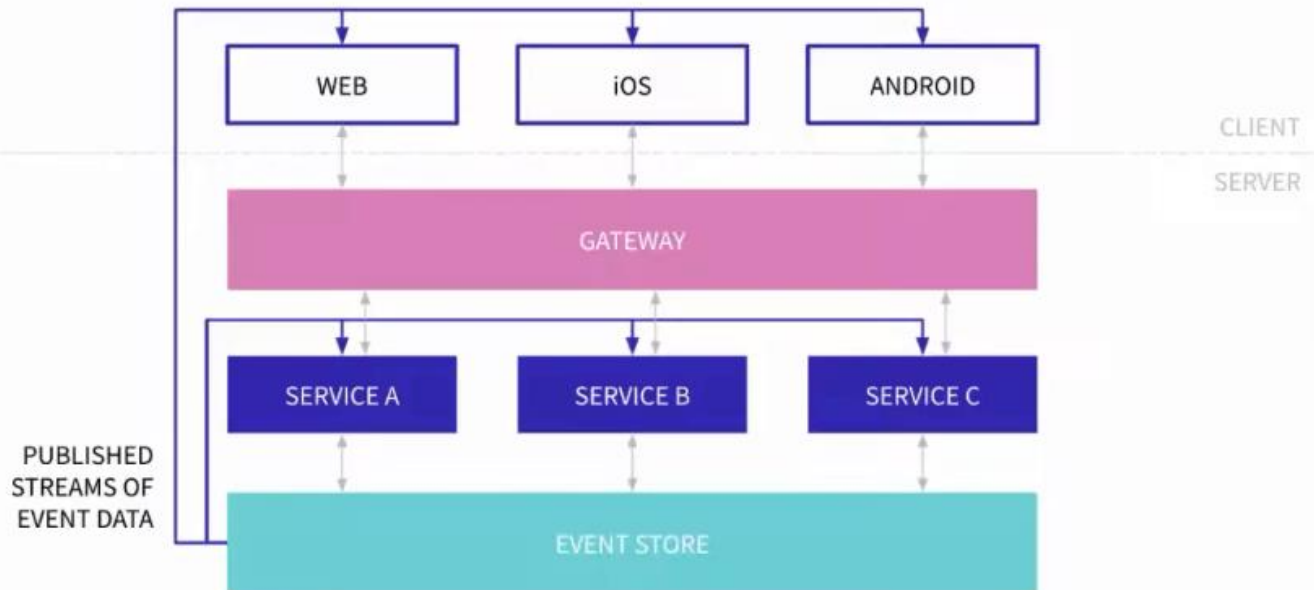 WEB
iOS
ANDROID
CLIENT
SERVER
GATEWAY
SERVICE A
SERVICE B
SERVICE C
PUBLISHED
STREAMS OF
EVENT DATA
EVENT STORE